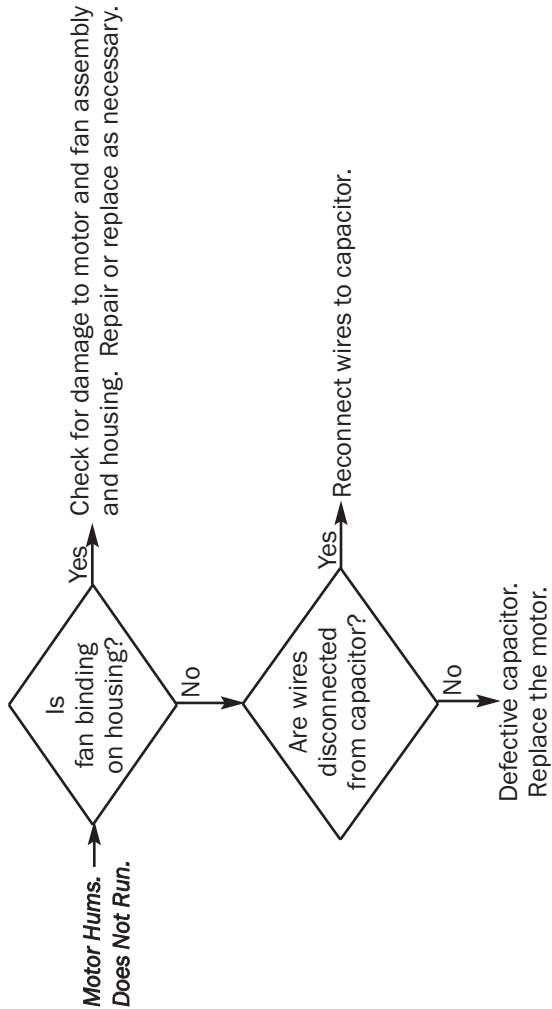 Motor Hums.
Does Not Run.
Is
fan binding
on housing?
Yes
Check for damage to motor and fan assembly
and housing. Repair or replace as necessary.
No
Are wires
disconnected
from capacitor?
Yes
Reconnect wires to capacitor.
No
Defective capacitor.
Replace the motor.